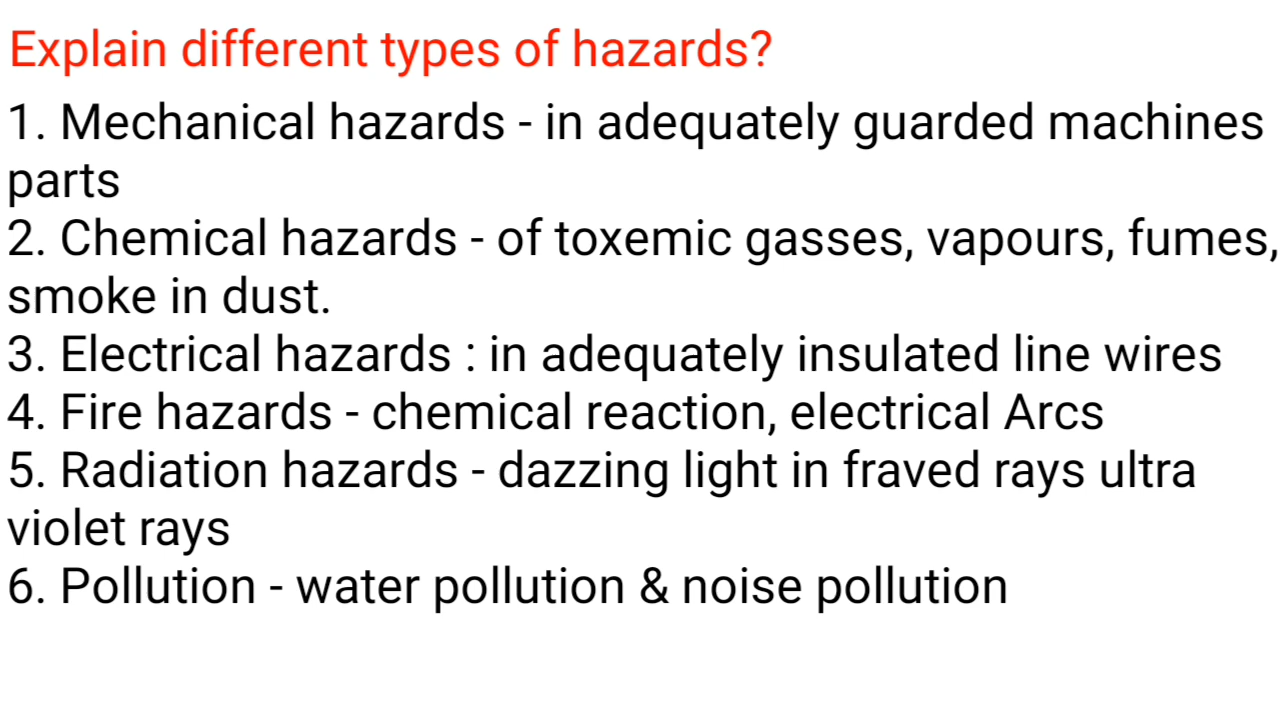 Explain different types of hazards?
1. Mechanical hazards - in adequately guarded machines
parts
2. Chemical hazards - of toxemic gasses, vapours, fumes,
smoke in dust.
3. Electrical hazards : in adequately insulated line wires
4. Fire hazards - chemical reaction, electrical Arcs
5. Radiation hazards - dazzing light in fraved rays ultra
violet rays
6. Pollution - water pollution & noise pollution